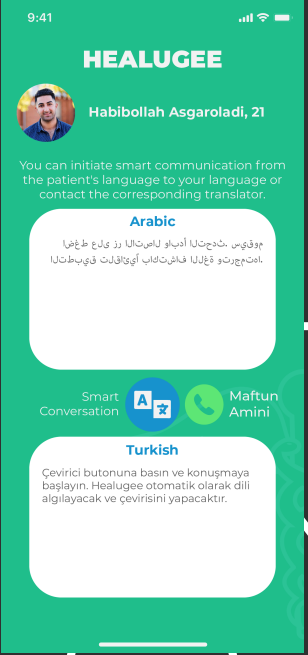 9:41
HEALUGEE
Habibollah Asgaroladi, 21
You can initiate smart communication from
the patient's language to your language or
contact the corresponding translator.
Arabic
اضغط على زر الاتصال وابدأ التحدث. سيقوم
التطبيق تلقائيًا باكتشاف اللغة وترجمتها.
Smart
Conversation
A
文
Maftun
Amini
Turkish
Çevirici butonuna basın ve konuşmaya
başlayın. Healugee otomatik olarak dili
algılayacak ve çevirisini yapacaktır.